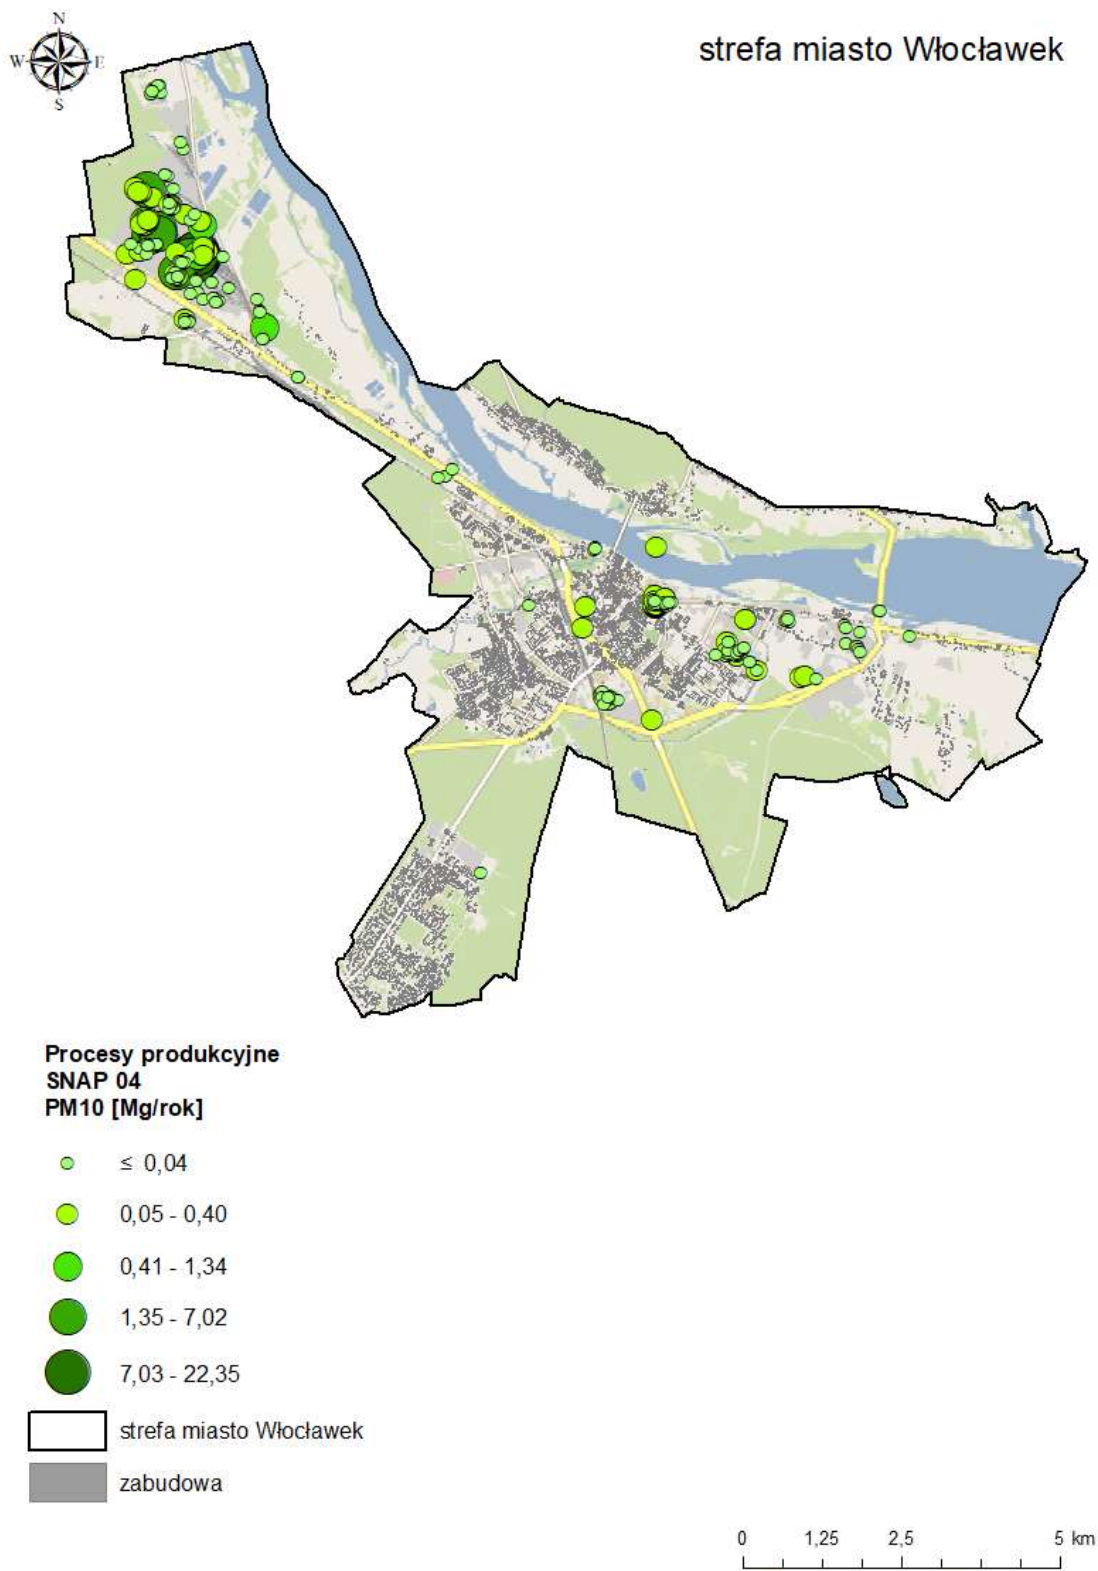 N
strefa miasto Włocławek
W E
S
Procesy produkcyjne
SNAP 04
PM10 [Mg/rok]
≤ 0,04
0,05 - 0,40
0,41 - 1,34
1,35 - 7,02
7,03 - 22,35
strefa miasto Włocławek
zabudowa
0 1,25 2,5 5 km